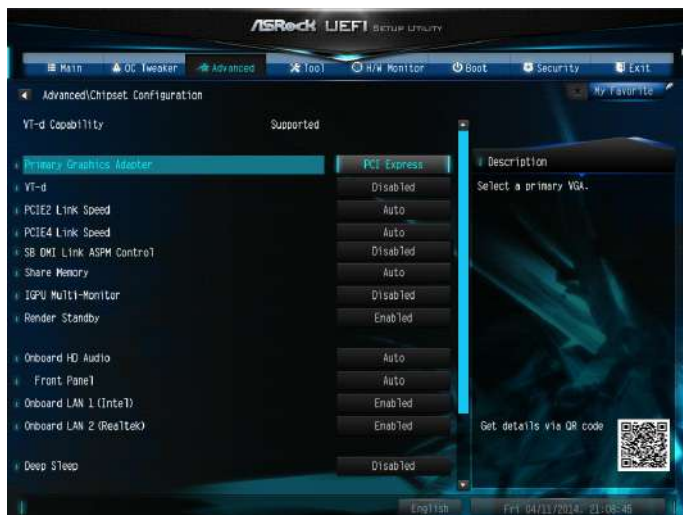 ASRock UEFI SETUP UTILITY
Main OC Tweaker Advanced Tool H/W Monitor Boot Security Exit
Advanced\Chipset Configuration
My Favorite
VT-d Capability Supported
Primary Graphics Adapter PCI Express
Description
VT-d Disabled
Select a primary VGA.
PCIE2 Link Speed Auto
PCIE4 Link Speed Auto
SB DMI Link ASPM Control Disabled
Share Memory Auto
IGPU Multi-Monitor Disabled
Render Standby Enabled
Onboard HD Audio Auto
Front Panel Auto
Onboard LAN 1 (Intel) Enabled
Onboard LAN 2 (Realtek) Enabled
Get details via QR code
Deep Sleep Disabled
English Fri 04/11/2014. 21:08:45